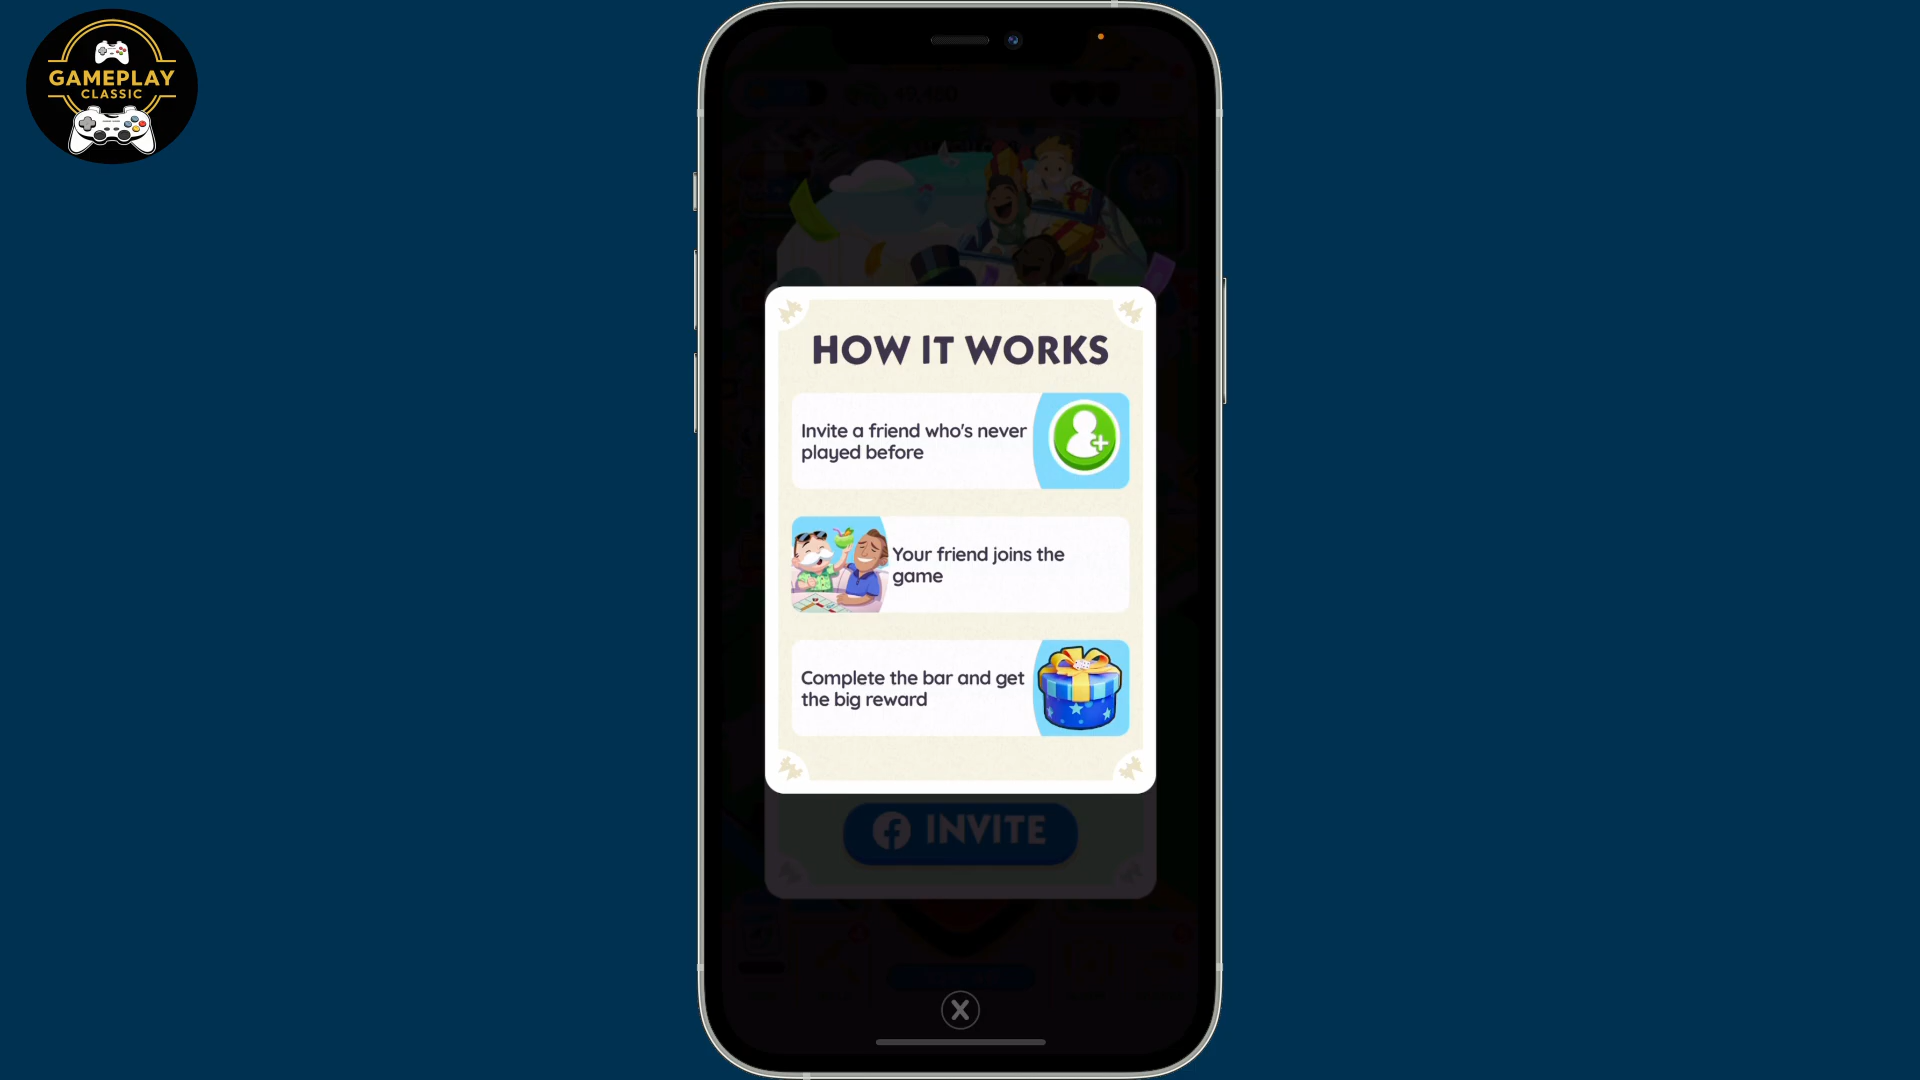 GAMEPLAY
CLASSIC
HOW IT WORKS
Invite a friend who's never
played before
Your friend joins the
game
Complete the bar and get
the big reward
INVITE
X